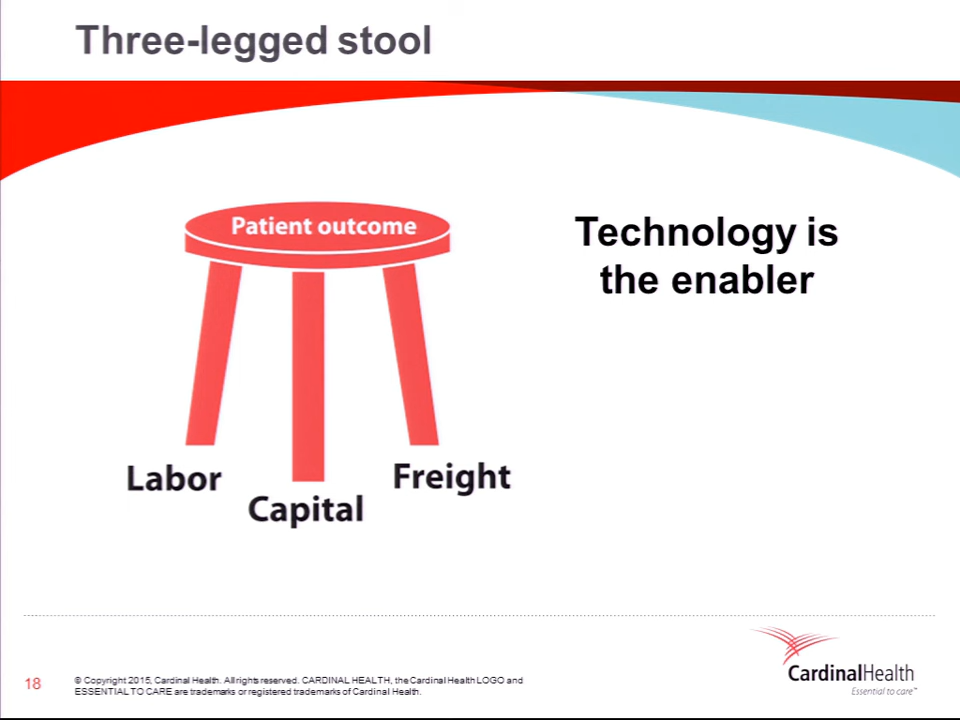 Three-legged stool
Patient outcome
Technology is
the enabler
Labor
Capital
Freight
18
© Copyright 2015, Cardinal Health. All rights reserved. CARDINAL HEALTH, the Cardinal Health LOGO and
ESSENTIAL TO CARE are trademarks or registered trademarks of Cardinal Health.
CardinalHealth
Essential to care™